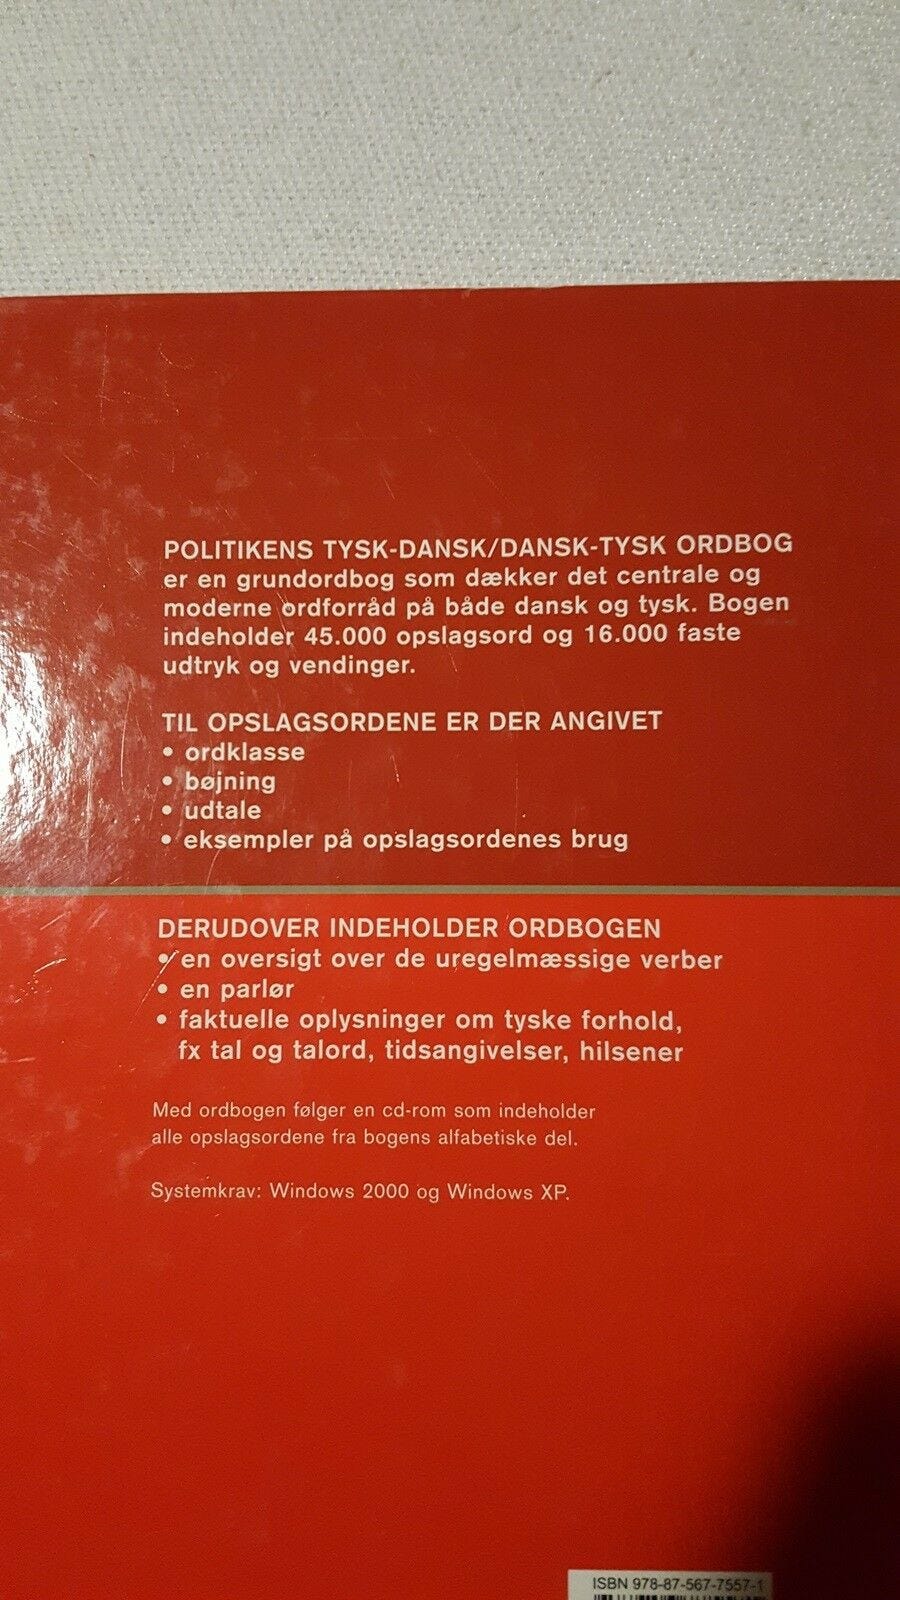 POLITIKENS TYSK-DANSK/DANSK-TYSK ORDBOG
er en grundordbog som dækker det centrale og
moderne ordforråd på både dansk og tysk. Bogen
indeholder 45.000 opslagsord og 16.000 faste
udtryk og vendinger.
TIL OPSLAGSORDENE ER DER ANGIVET
• ordklasse
• bøjning
• udtale
• eksempler på opslagsordenes brug
DERUDOVER INDEHOLDER ORDBOGEN
• en oversigt over de uregelmæssige verber
• en parlør
• faktuelle oplysninger om tyske forhold,
fx tal og talord, tidsangivelser, hilsener
Med ordbogen følger en cd-rom som indeholder
alle opslagsordene fra bogens alfabetiske del.
Systemkrav: Windows 2000 og Windows XP.
ISBN 978-87-567-7557-1